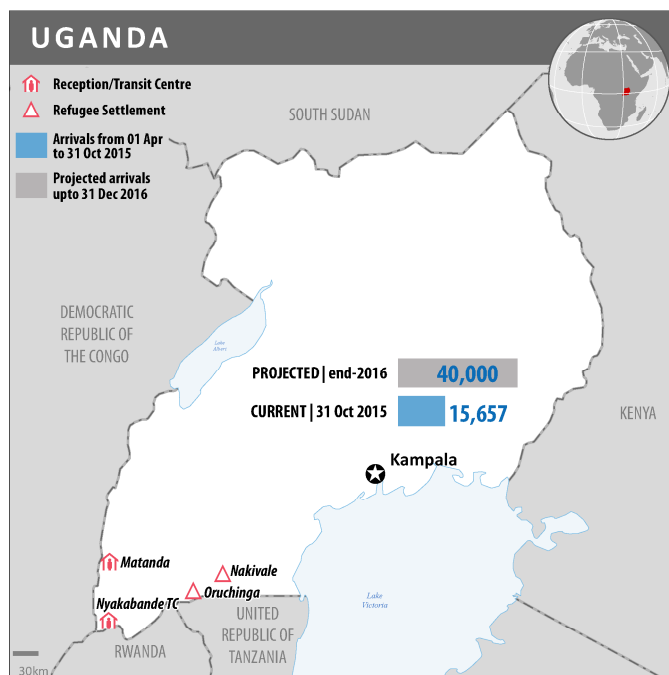 UGANDA
Reception/Transit Centre
Refugee Settlement
Arrivals from 01 Apr
to 31 Oct 2015
Projected arrivals
upto 31 Dec 2016
SOUTH SUDAN
DEMOCRATIC
REPUBLIC OF
THE CONGO
Lake
Albert
PROJECTED | end-2016
40,000
CURRENT | 31 Oct 2015
15,657
KENYA
Kampala
Matanda
Nakivale
Oruchinga
Nyakabande TC
Lake
Victoria
UNITED
REPUBLIC OF
TANZANIA
RWANDA
30km